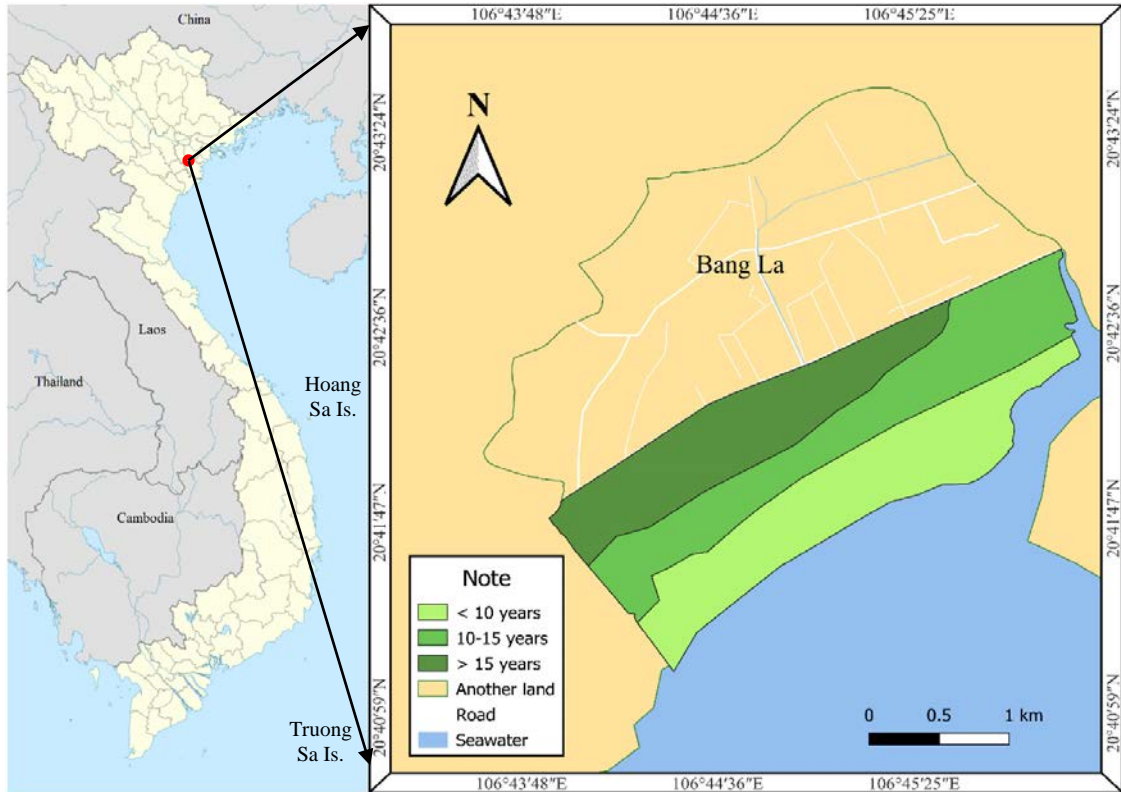 China
Laos
Thailand
Hoang
Sa Is.
Cambodia
Truong
Sa Is.
106°43'48"E
106°44'36"E
106°45'25"E
20°43'24"N
20°42'36"N
20°41'47"N
20°40'59"N
20°43'24"N
20°42'36"N
20°41'47"N
20°40'59"N
N
Bang La
Note
< 10 years
10-15 years
> 15 years
Another land
Road
Seawater
0 0.5 1 km
106°43'48"E
106°44'36"E
106°45'25"E